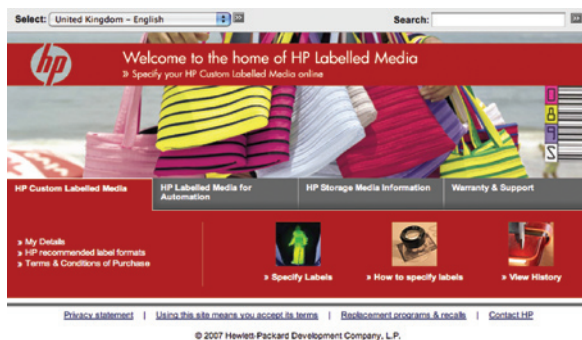 Select: United Kingdom - English
Search:
hp
Welcome to the home of HP Labelled Media
» Specify your HP Custom Labelled Media online
HP Custom Labelled Media
HP Labelled Media for
Automation
HP Storage Media Information
Warranty & Support
» My Details
» HP recommended label formats
» Terms & Conditions of Purchase
» Specify Labels
» How to specify labels
» View History
Privacy statement | Using this site means you accept its terms | Replacement programs & recalls | Contact HP
© 2007 Hewlett-Packard Development Company, L.P.